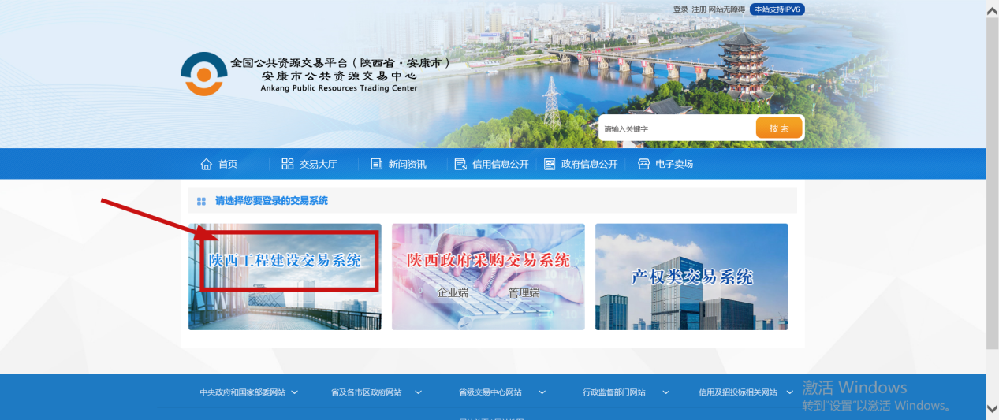 登录 注册 网站无障碍 本站支持IPV6
全国公共资源交易平台(陕西省·安康市)
安康市公共资源交易中心
Ankang Public Resources Trading Center
请输入关键字 搜索
首页 交易大厅 新闻资讯 信用信息公开 政府信息公开 电子卖场
请选择您要登录的交易系统
陕西工程建设交易系统
陕西政府采购交易系统
企业端 管理端
产权类交易系统
中央政府和国家部委网站 省及各市区政府网站 省级交易中心网站 行政监督部门网站 信用及招投标相关网站
激活 Windows
转到"设置"以激活 Windows。